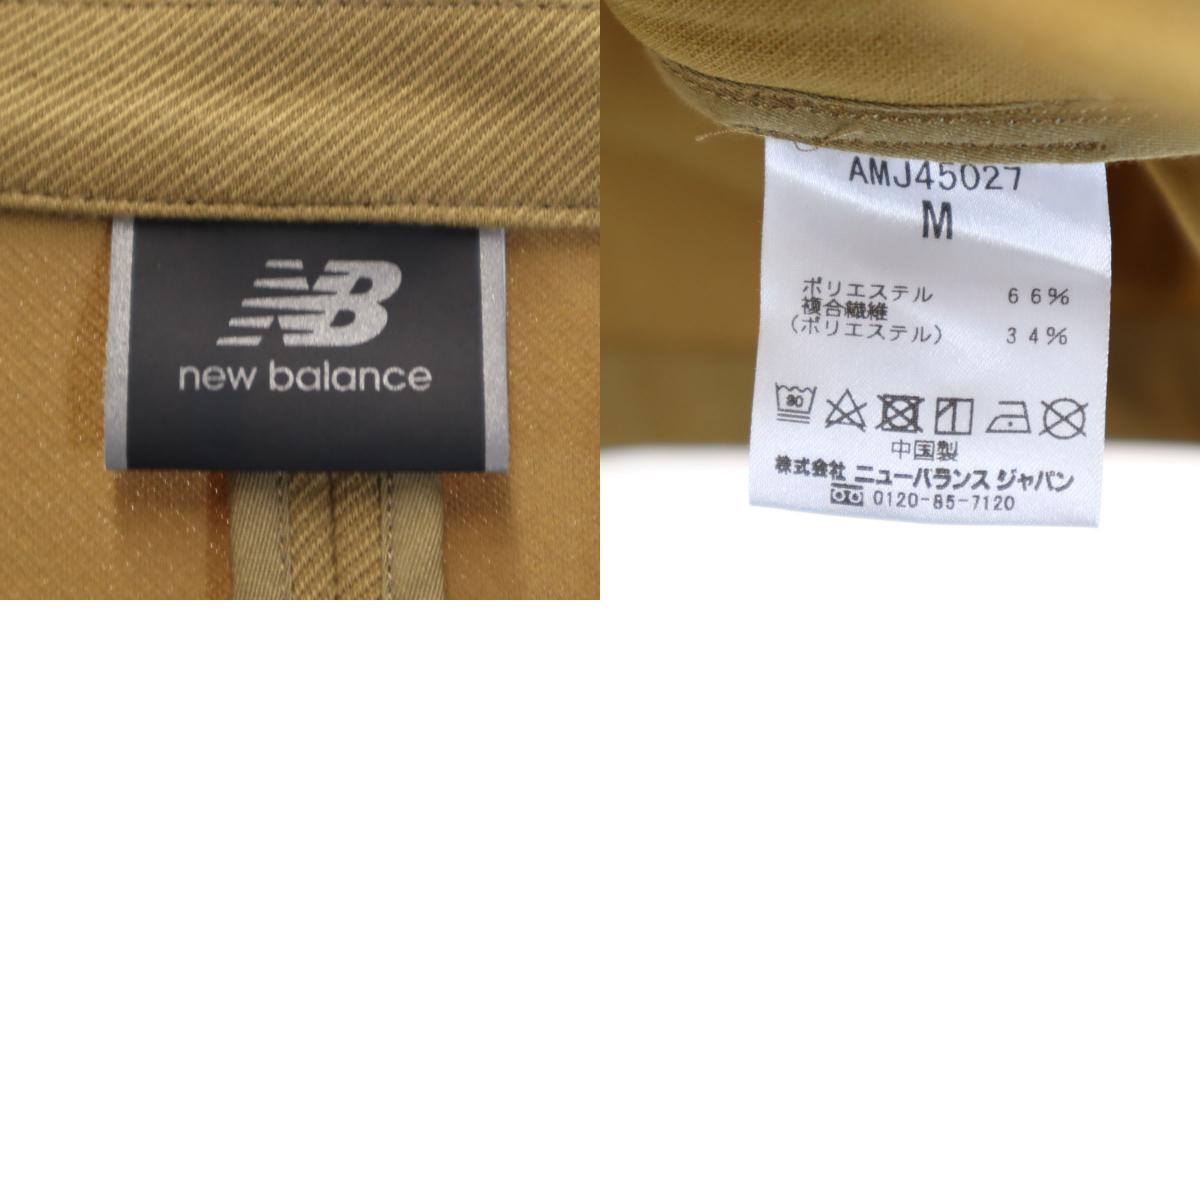 NB
new balance
AMJ45027
M
ポリエステル 66%
複合繊維
(ポリエステル) 34%
30
中国製
株式会社 ニューバランス ジャパン
0120-85-7120